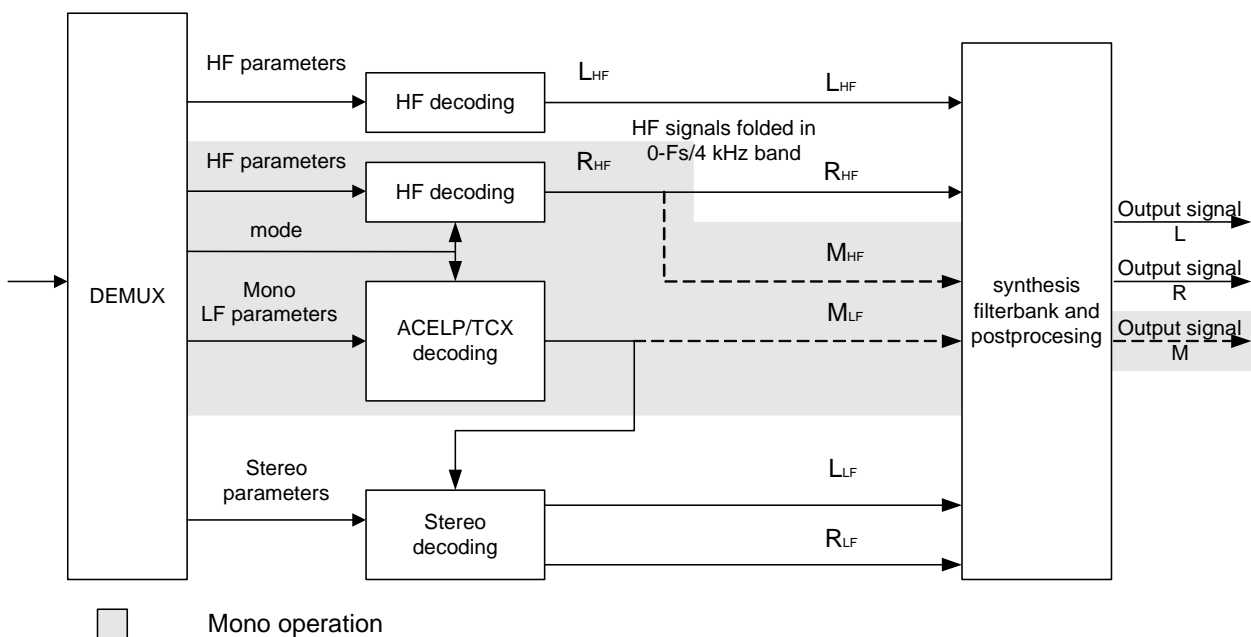 HF parameters
HF decoding
LHF
LHF
HF signals folded in
0-Fs/4 kHz band
HF parameters
HF decoding
RHF
RHF
mode
MHF
DEMUX
Mono
LF parameters
ACELP/TCX
decoding
MLF
synthesis
filterbank and
postprocesing
Output signal
L
Output signal
R
Output signal
M
Stereo
parameters
Stereo
decoding
LLF
RLF
Mono operation